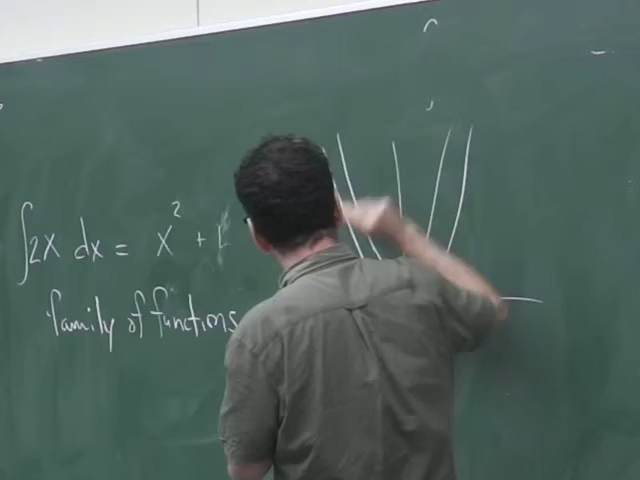 ∫2x dx = x² +
family of functions